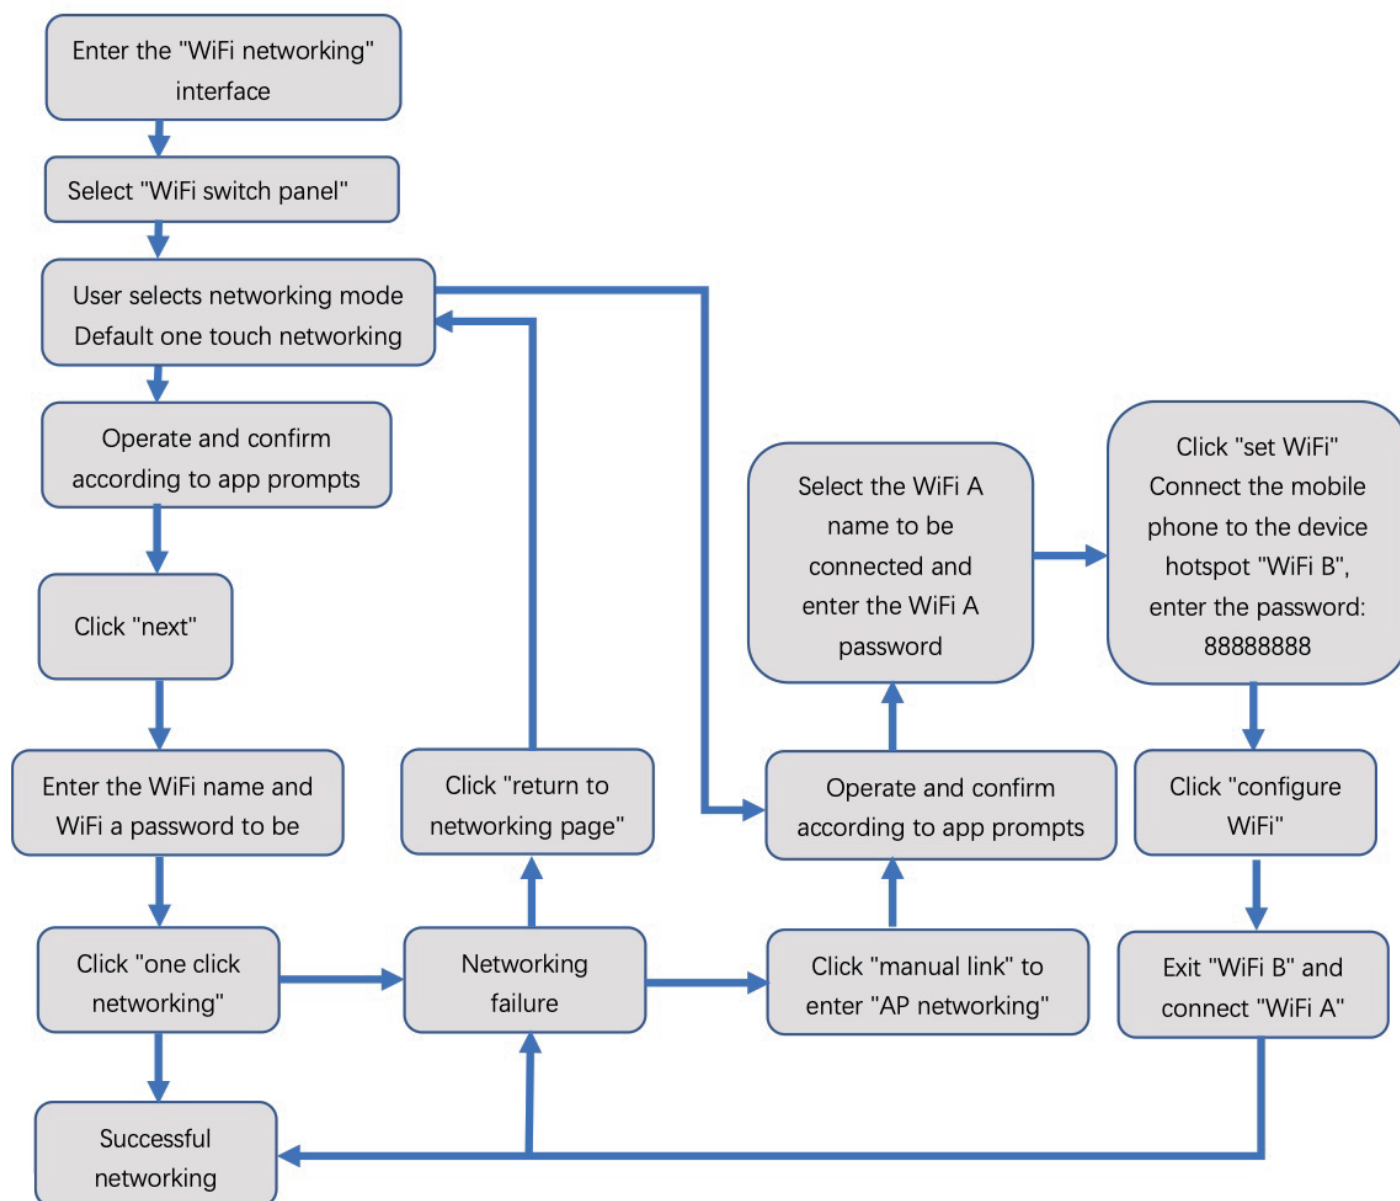 Enter the "WiFi networking"
interface
Select "WiFi switch panel"
User selects networking mode
Default one touch networking
Operate and confirm
according to app prompts
Click "next"
Enter the WiFi name and
WiFi a password to be
Click "one click
networking"
Successful
networking
Networking
failure
Click "return to
networking page"
Click "manual link" to
enter "AP networking"
Operate and confirm
according to app prompts
Select the WiFi A
name to be
connected and
enter the WiFi A
password
Click "set WiFi"
Connect the mobile
phone to the device
hotspot "WiFi B",
enter the password:
88888888
Click "configure
WiFi"
Exit "WiFi B" and
connect "WiFi A"